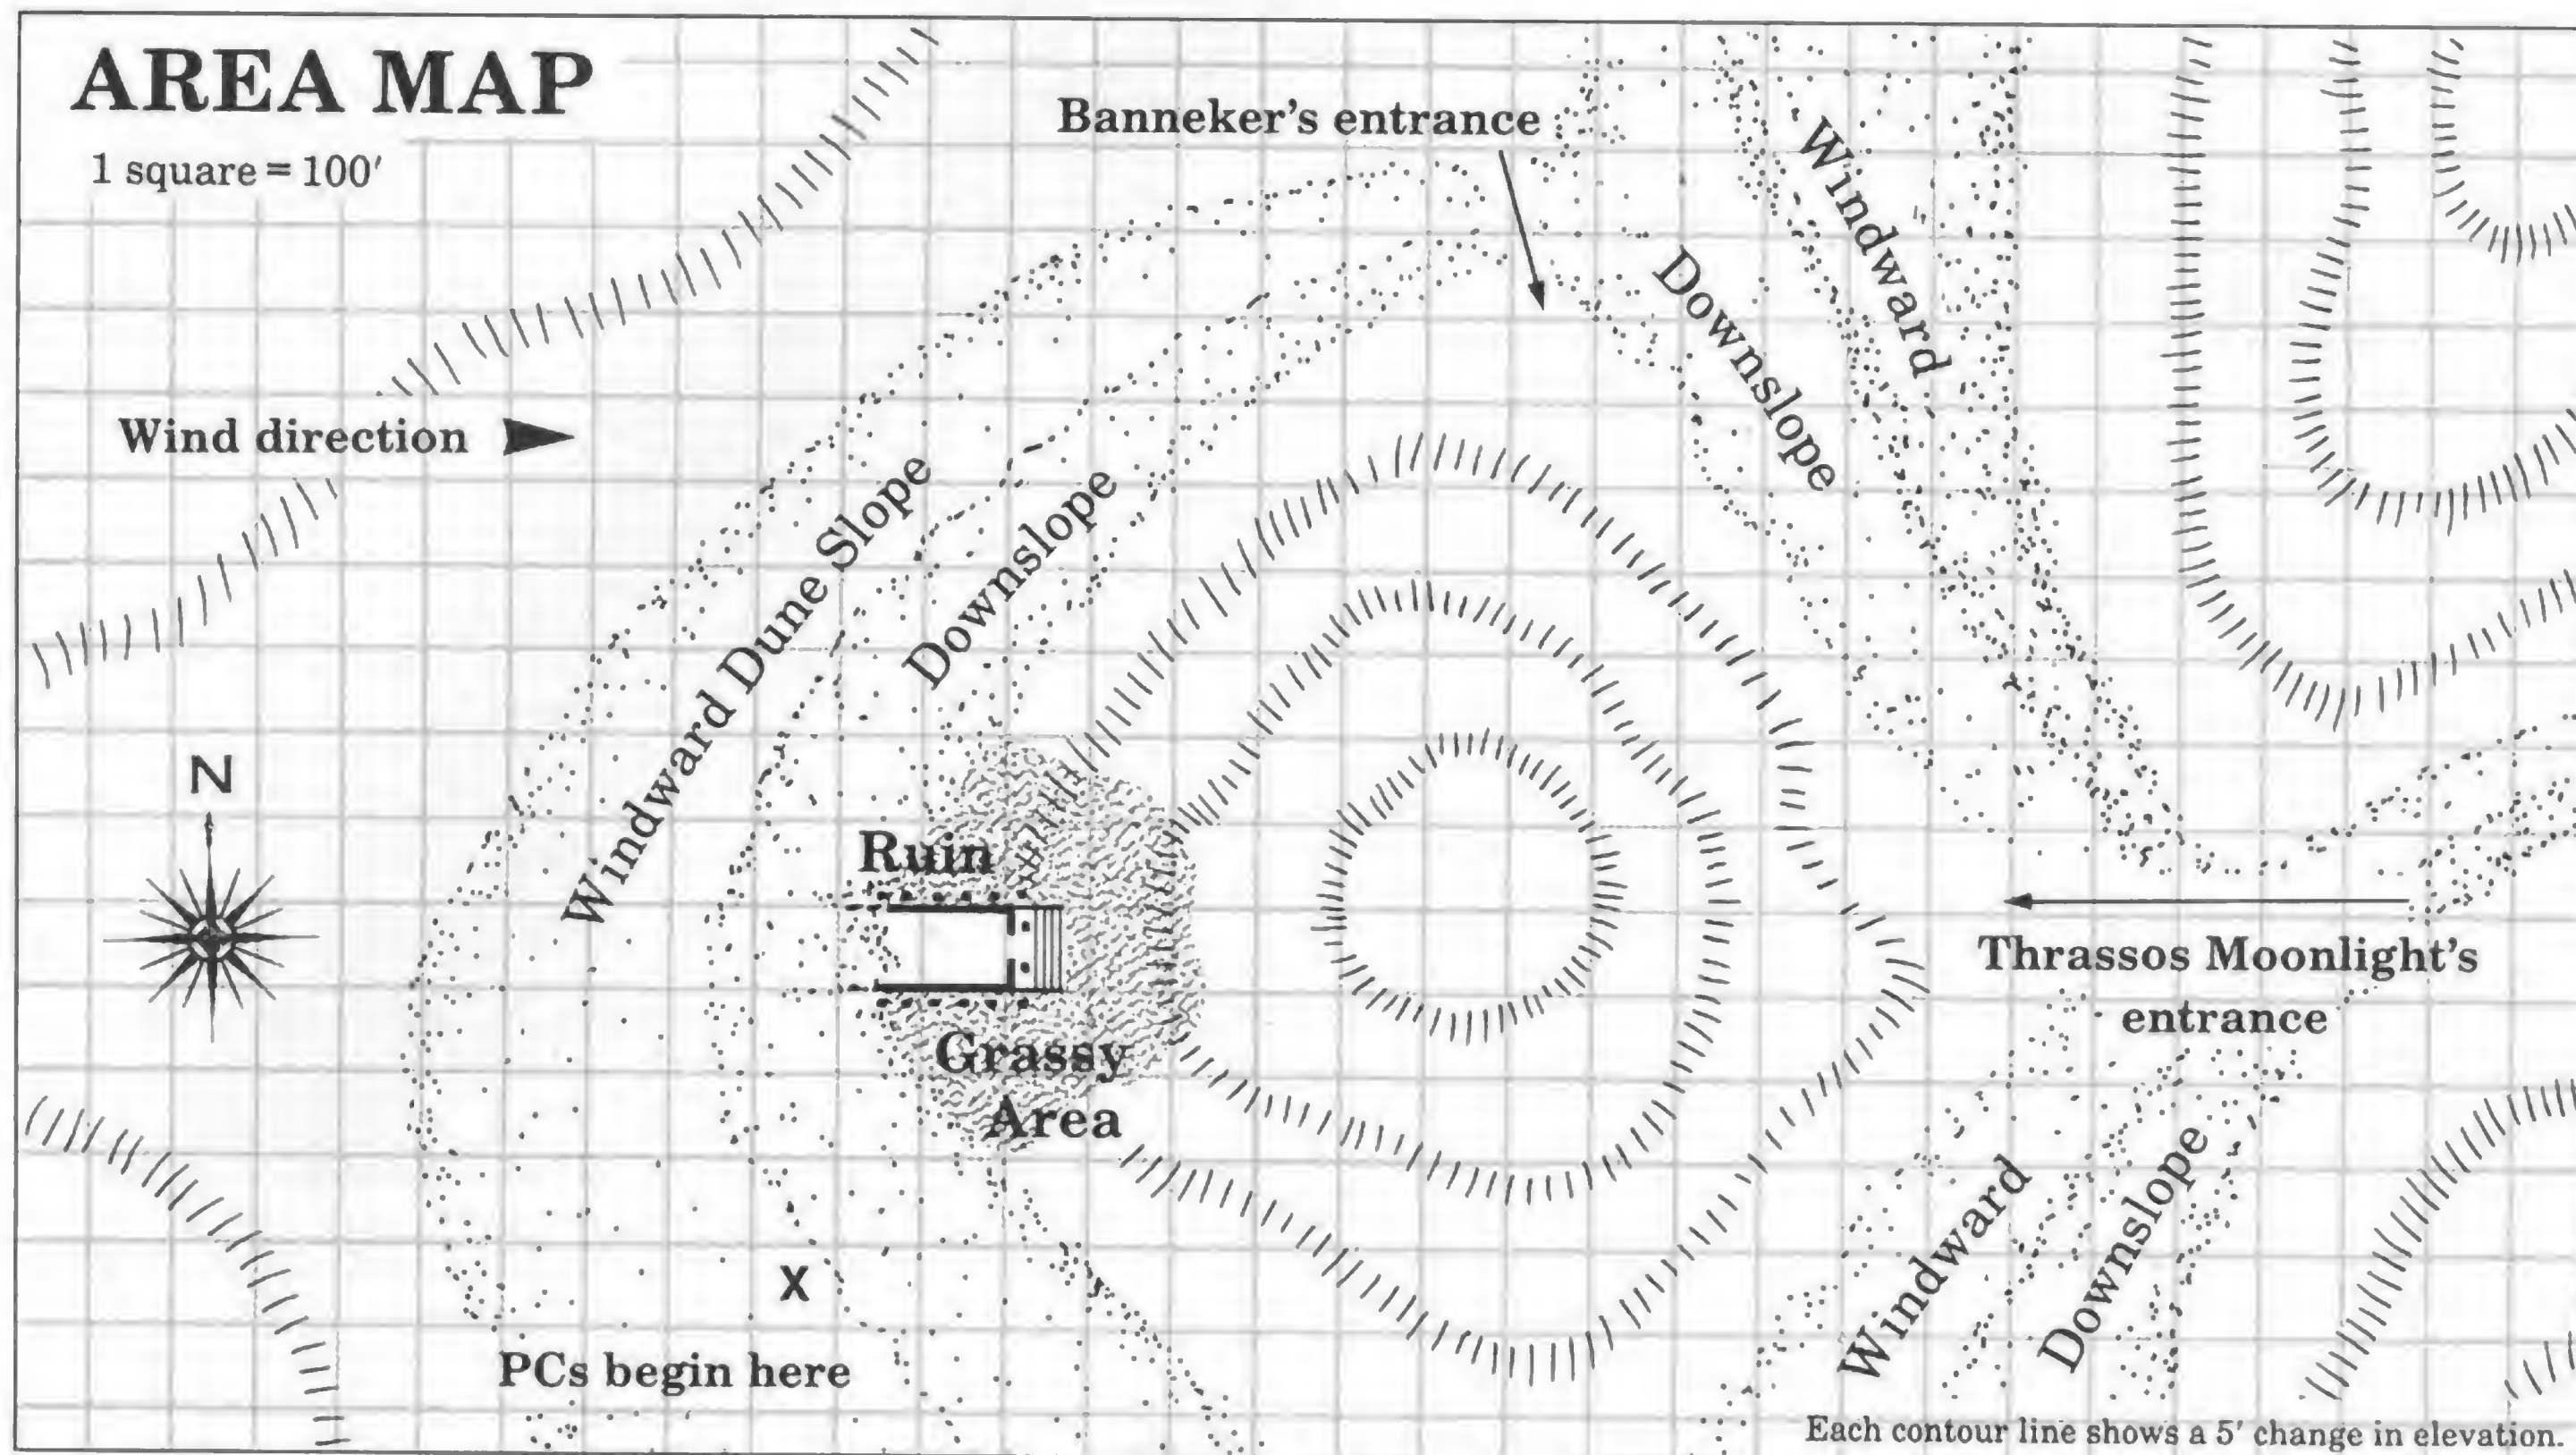 AREA MAP
1 square = 100'
Banneker's entrance
Windward
Downslope
Wind direction
Windward Dune Slope
Downslope
N
Ruin
Grassy
Area
Thrassos Moonlight's
entrance
X
PCs begin here
Windward
Downslope
Each contour line shows a 5' change in elevation.